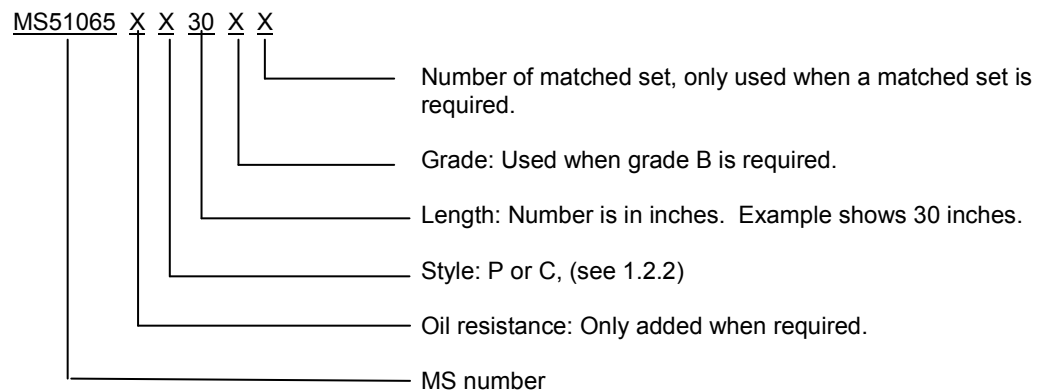 MS51065 X X 30 X X
Number of matched set, only used when a matched set is
required.
Grade: Used when grade B is required.
Length: Number is in inches. Example shows 30 inches.
Style: P or C, (see 1.2.2)
Oil resistance: Only added when required.
MS number